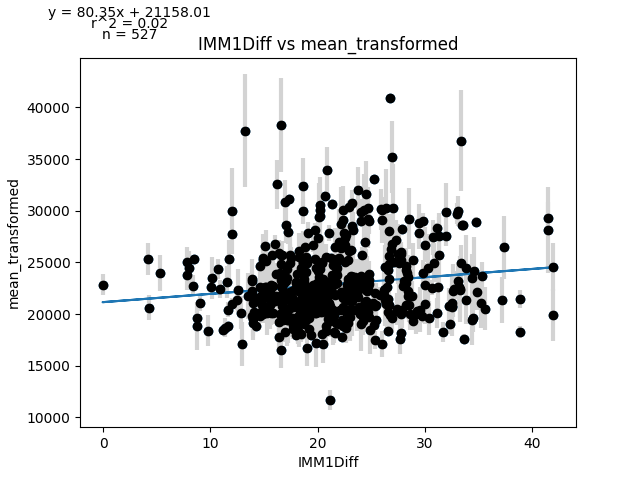 y = 80.35x + 21158.01
r^2 = 0.02
n = 527
IMM1Diff vs mean_transformed
40000
35000
30000
25000
20000
15000
10000
mean_transformed
0 10 20 30 40
IMM1Diff